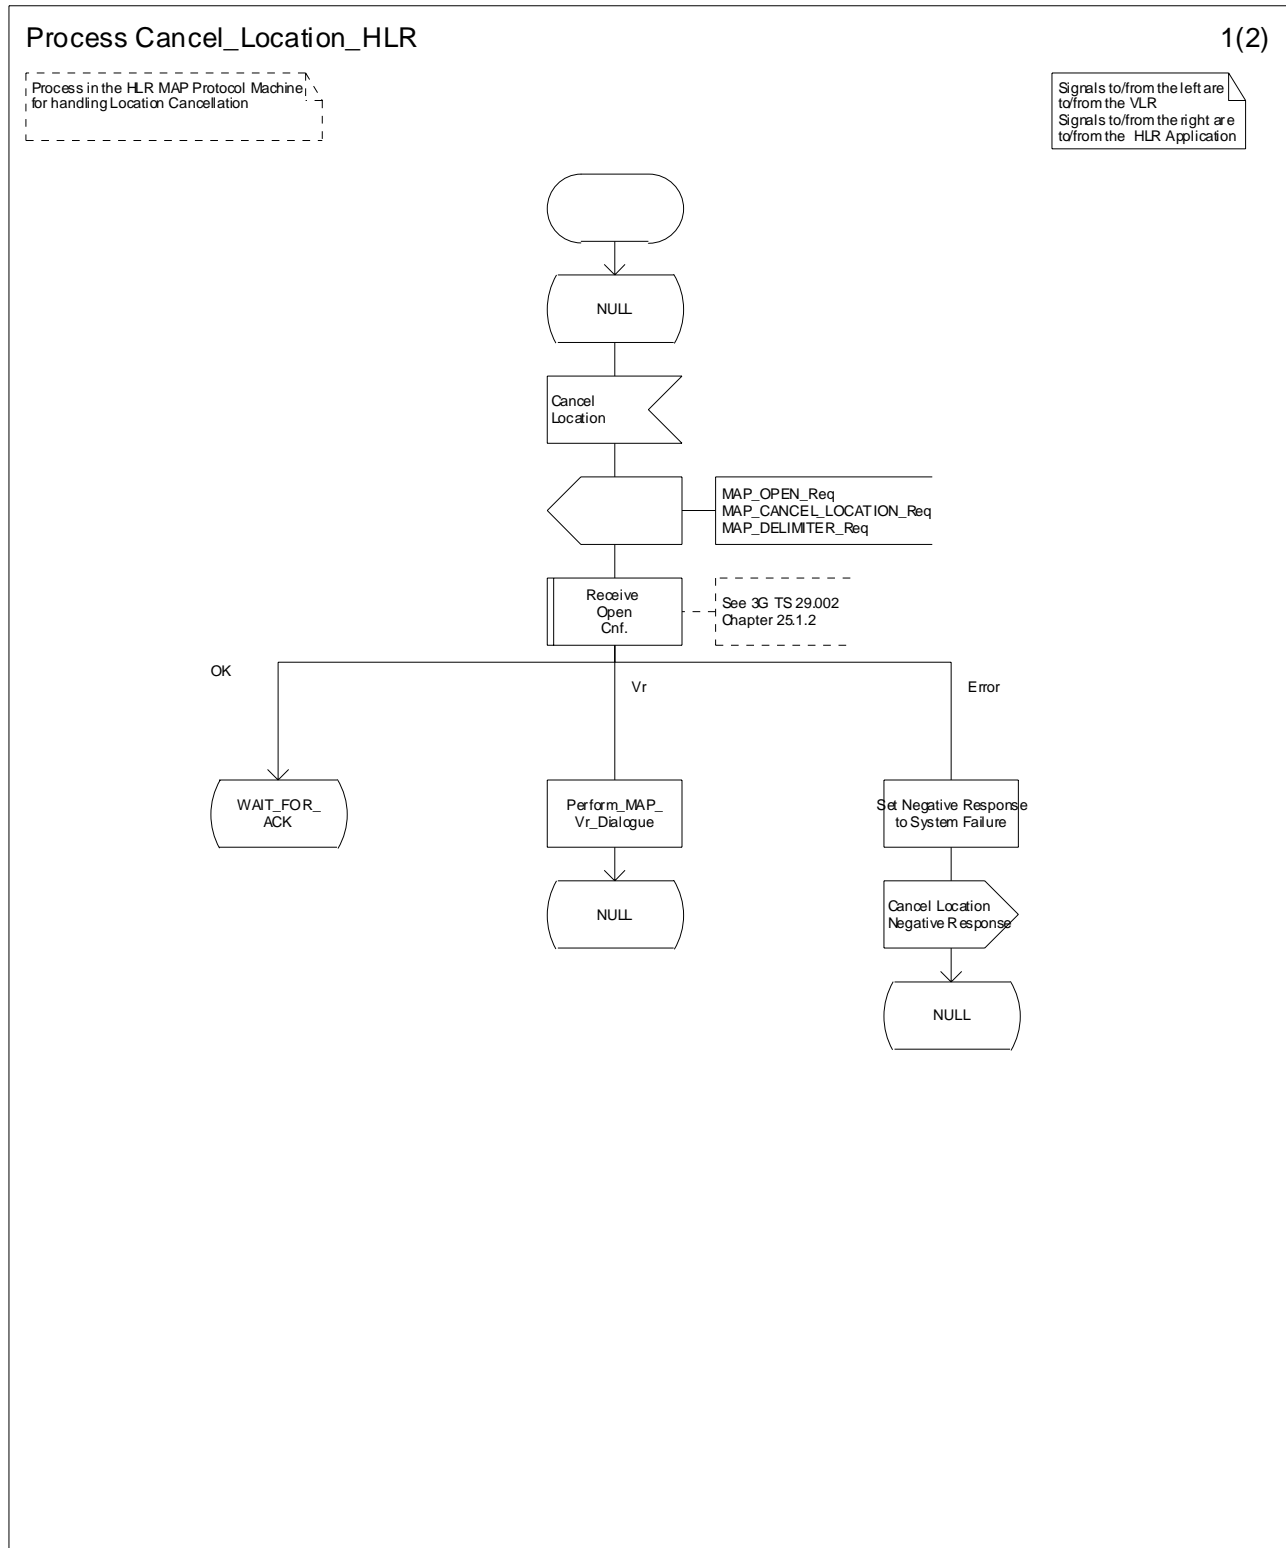 Process Cancel_Location_HLR
1(2)
Process in the HLR MAP Protocol Machine
for handling Location Cancellation
Signals to/from the left are
to/from the VLR
Signals to/from the right are
to/from the HLR Application
NULL
Cancel
Location
MAP_OPEN_Req
MAP_CANCEL_LOCATION_Req
MAP_DELIMITER_Req
Receive
Open
Cnf.
See 3G TS 29.002
Chapter 25.1.2
OK
Vr
Error
WAIT_FOR_
ACK
Perform_MAP_
Vr_Dialogue
Set Negative Response
to System Failure
NULL
Cancel Location
Negative Response
NULL